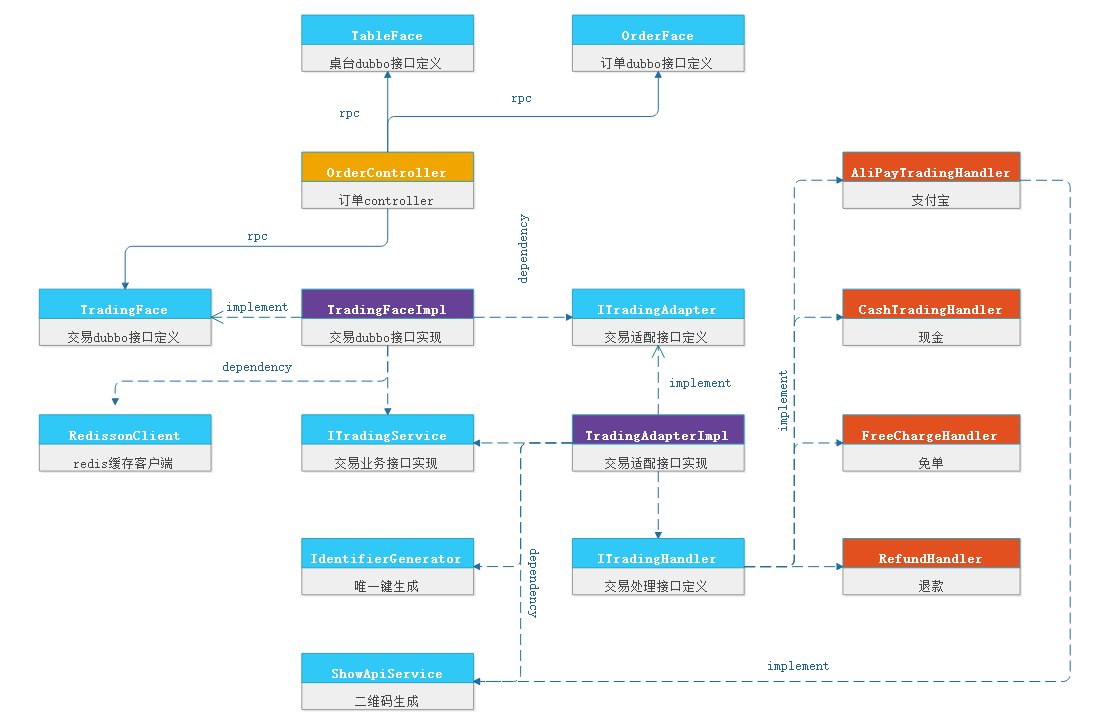 TableFace
桌台dubbo接口定义
OrderFace
订单dubbo接口定义
rpc
rpc
OrderController
订单controller
AliPayTradingHandler
支付宝
rpc
dependency
TradingFace
交易dubbo接口定义
implement
TradingFaceImpl
交易dubbo接口实现
ITradingAdapter
交易适配接口定义
CashTradingHandler
现金
dependency
implement
implement
RedissonClient
redis缓存客户端
ITradingService
交易业务接口实现
TradingAdapterImpl
交易适配接口实现
FreeChargeHandler
免单
IdentifierGenerator
唯一键生成
dependency
ITradingHandler
交易处理接口定义
RefundHandler
退款
ShowApiService
二维码生成
implement